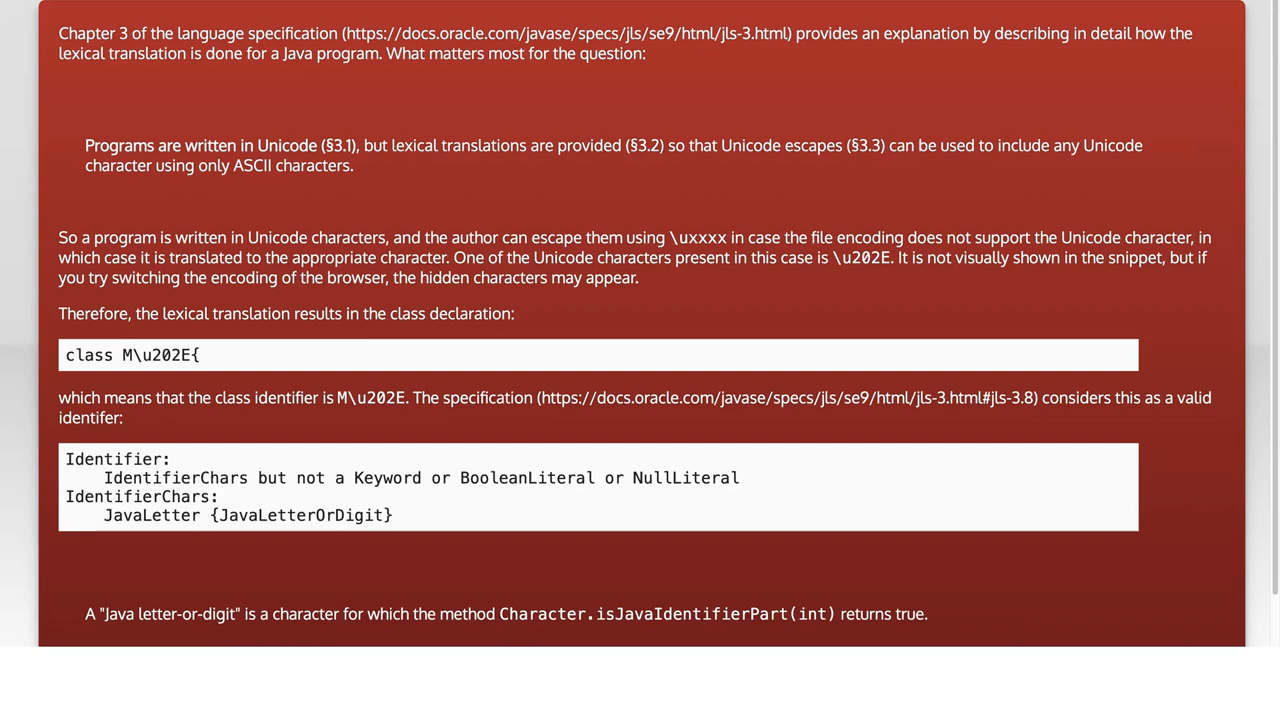 Chapter 3 of the language specification (https://docs.oracle.com/javase/specs/jls/se9/html/jls-3.html) provides an explanation by describing in detail how the
lexical translation is done for a Java program. What matters most for the question:
Programs are written in Unicode (§3.1), but lexical translations are provided (§3.2) so that Unicode escapes (§3.3) can be used to include any Unicode
character using only ASCII characters.
So a program is written in Unicode characters, and the author can escape them using \uxxxx in case the file encoding does not support the Unicode character, in
which case it is translated to the appropriate character. One of the Unicode characters present in this case is \u202E. It is not visually shown in the snippet, but if
you try switching the encoding of the browser, the hidden characters may appear.
Therefore, the lexical translation results in the class declaration:
class M\u202E{
which means that the class identifier is M\u202E. The specification (https://docs.oracle.com/javase/specs/jls/se9/html/jls-3.html#jls-3.8) considers this as a valid
identifer:
Identifier:
    IdentifierChars but not a Keyword or BooleanLiteral or NullLiteral
IdentifierChars:
    JavaLetter {JavaLetterOrDigit}
A "Java letter-or-digit" is a character for which the method Character.isJavaIdentifierPart(int) returns true.